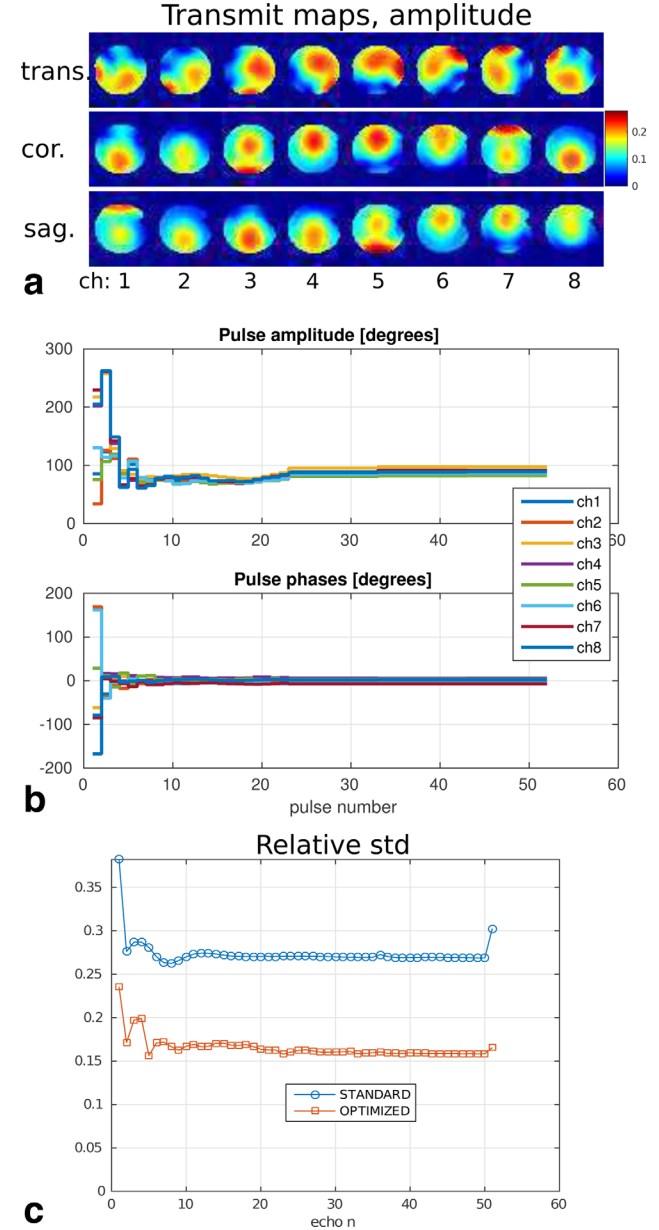 Transmit maps, amplitude
trans.
cor.
0.2
0.1
0
sag.
a
ch: 1 2 3 4 5 6 7 8
Pulse amplitude [degrees]
300
200
100
0
0 10 20 30 40 60
ch1
ch2
ch3
ch4
ch5
ch6
ch7
ch8
Pulse phases [degrees]
200
100
0
-100
-200
0 10 20 30 40 50 60
pulse number
b
Relative std
0.35
0.3
0.25
0.2
0.15
0.1
0.05
0
STANDARD
OPTIMIZED
0 10 20 30 40 50 60
echo n
c